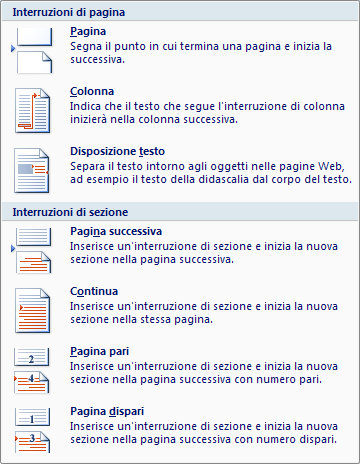 Interruzioni di pagina
Pagina
Segna il punto in cui termina una pagina e inizia la
successiva.
Colonna
Indica che il testo che segue l'interruzione di colonna
inizierà nella colonna successiva.
Disposizione testo
Separa il testo intorno agli oggetti nelle pagine Web,
ad esempio il testo della didascalia dal corpo del testo.
Interruzioni di sezione
Pagina successiva
Inserisce un'interruzione di sezione e inizia la nuova
sezione nella pagina successiva.
Continua
Inserisce un'interruzione di sezione e inizia la nuova
sezione nella stessa pagina.
2
4
Pagina pari
Inserisce un'interruzione di sezione e inizia la nuova
sezione nella pagina successiva con numero pari.
1
3
Pagina dispari
Inserisce un'interruzione di sezione e inizia la nuova
sezione nella pagina successiva con numero dispari.